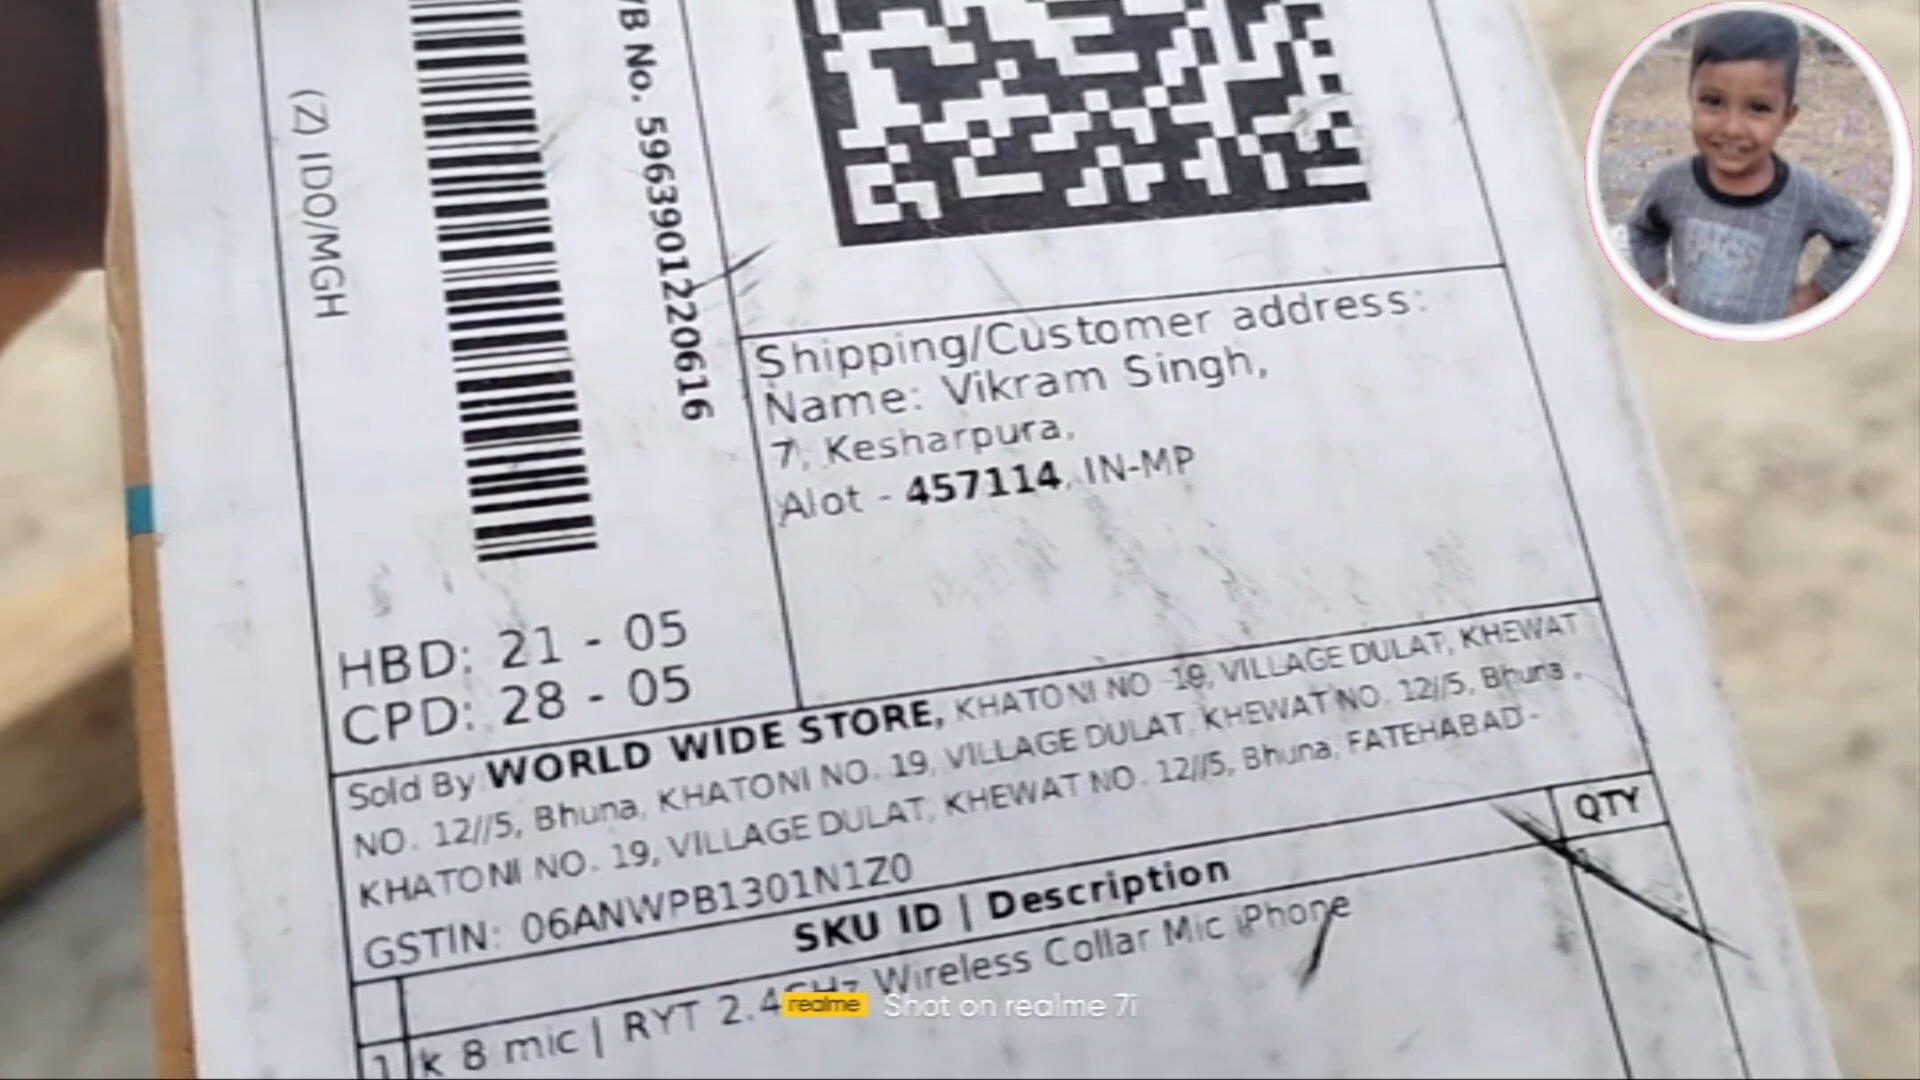 (Z) IDO/MGH
No. 5963901220616
HBD: 21 - 05
CPD: 28 - 05
Shipping/Customer address:
Name: Vikram Singh,
7, Kesharpura,
Alot - 457114, IN-MP
Sold By WORLD WIDE STORE, KHATONI NO 19, VILLAGE DULAT, KHEWAT
NO. 12//5, Bhuna, KHATONI NO. 19, VILLAGE DULAT, KHEWAT NO. 12//5, Bhuna ,
KHATONI NO. 19, VILLAGE DULAT, KHEWAT NO. 12//5, Bhuna, FATEHABAD -
GSTIN: 06ANWPB1301N1Z0
SKU ID | Description
QTY
1 k 8 mic | RYT 2.4GHz Wireless Collar Mic iPhone
realme Shot on realme 7i